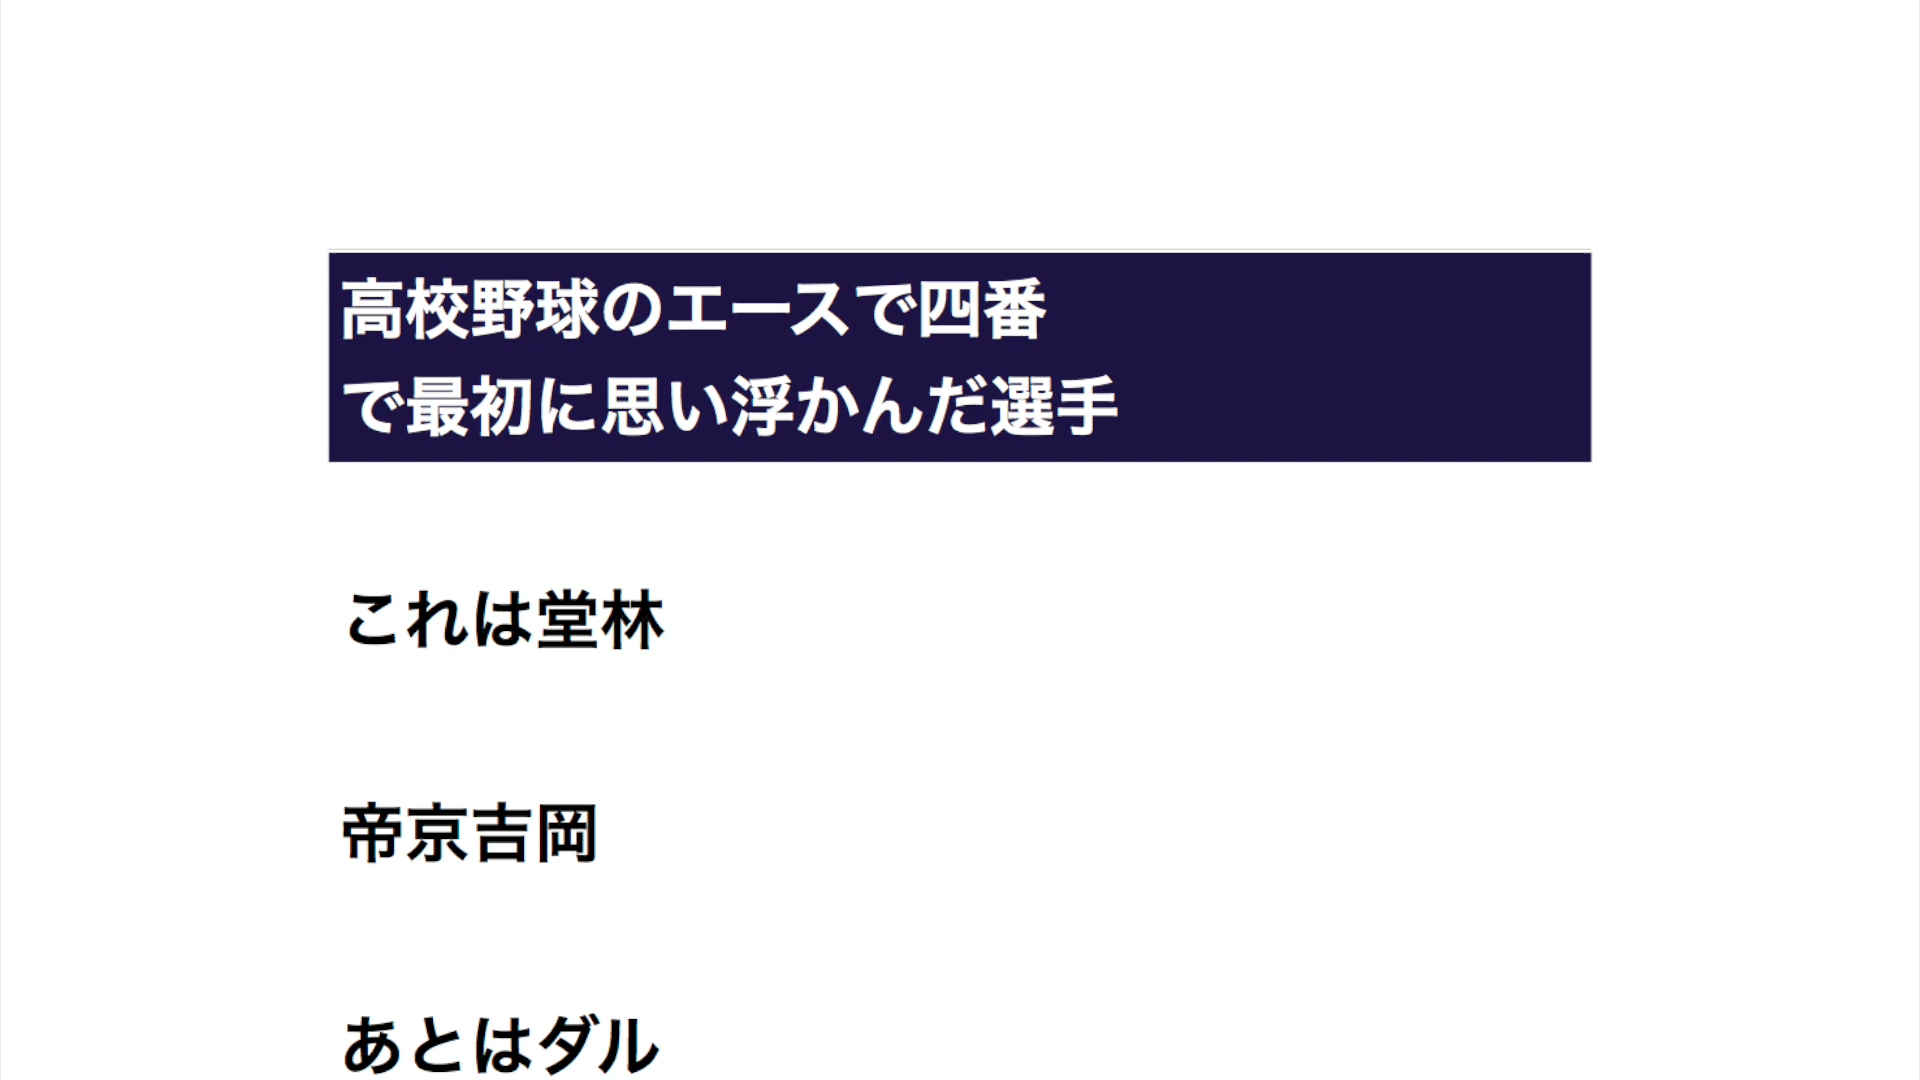 高校野球のエースで四番
で最初に思い浮かんだ選手
これは堂林
帝京吉岡
あとはダル